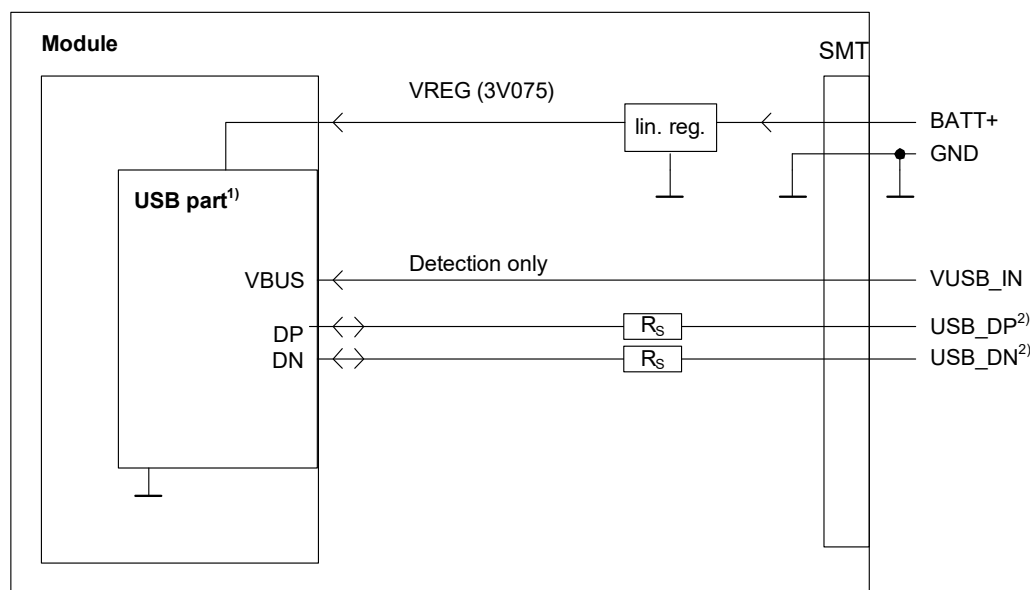 Module
SMT
VREG (3V075)
lin. reg.
BATT+
GND
USB part1)
Detection only
VBUS
VUSB_IN
DP
RS
USB_DP2)
DN
RS
USB_DN2)